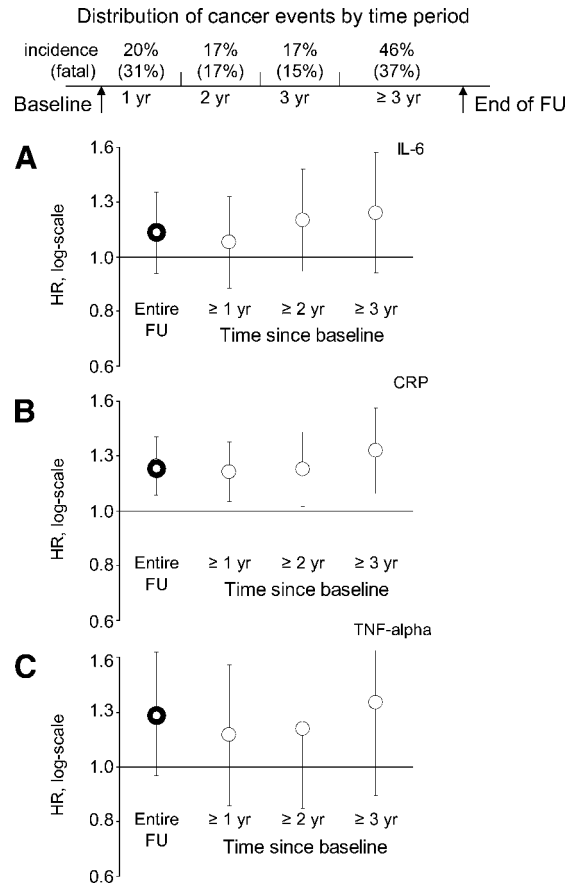 Distribution of cancer events by time period
incidence 20% 17% 17% 46%
(fatal) (31%) (17%) (15%) (37%)
Baseline 1 yr 2 yr 3 yr ≥ 3 yr End of FU
A
IL-6
HR, log-scale
1.6
1.3
1.0
0.8
0.6
Entire FU ≥ 1 yr ≥ 2 yr ≥ 3 yr
Time since baseline
B
CRP
HR, log-scale
1.6
1.3
1.0
0.8
0.6
Entire FU ≥ 1 yr ≥ 2 yr ≥ 3 yr
Time since baseline
C
TNF-alpha
HR, log-scale
1.6
1.3
1.0
0.8
0.6
Entire FU ≥ 1 yr ≥ 2 yr ≥ 3 yr
Time since baseline